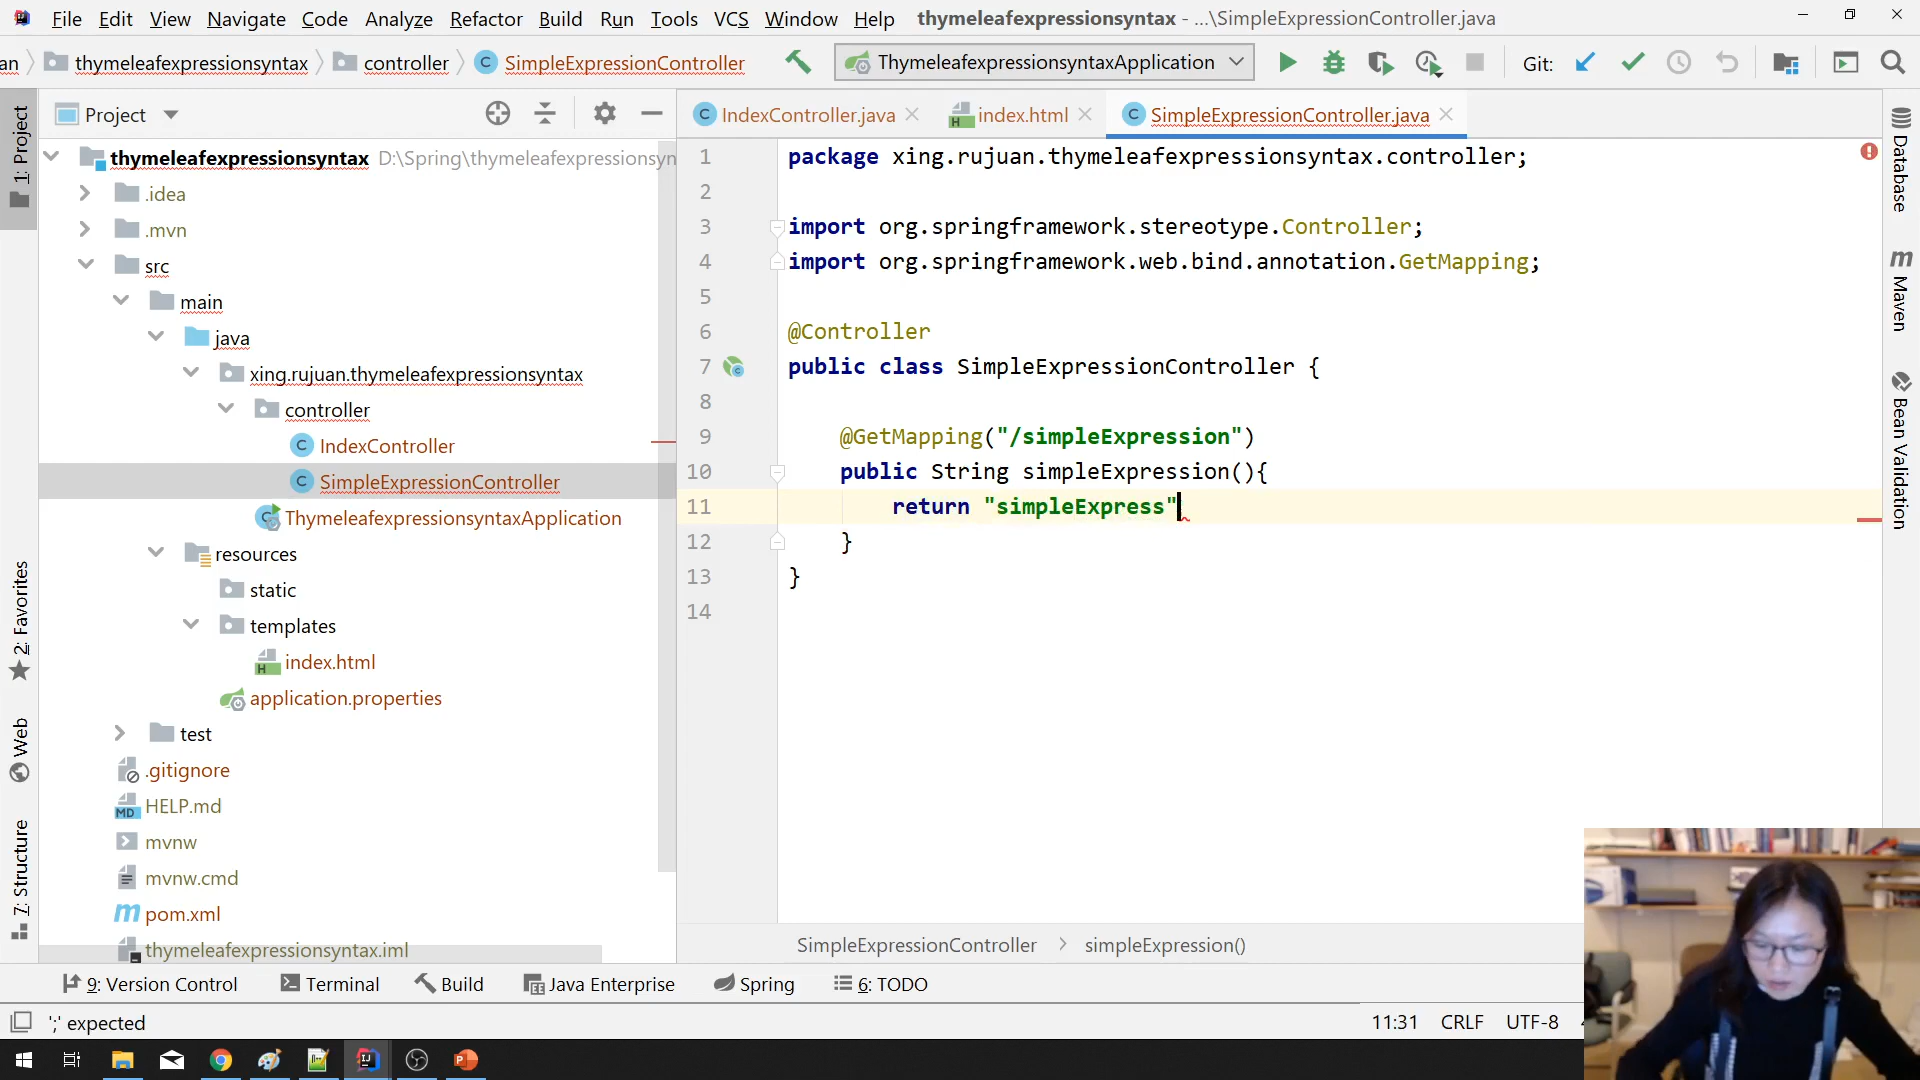 File Edit View Navigate Code Analyze Refactor Build Run Tools VCS Window Help thymeleafexpressionsyntax - ...\SimpleExpressionController.java
an thymeleafexpressionsyntax controller C SimpleExpressionController ThymeleafexpressionsyntaxApplication Git:
Project
IndexController.java index.html SimpleExpressionController.java
1: Project
2: Favorites
Web
7: Structure
thymeleafexpressionsyntax D:\Spring\thymeleafexpressionsyn
.idea
.mvn
src
main
java
xing.rujuan.thymeleafexpressionsyntax
controller
IndexController
SimpleExpressionController
ThymeleafexpressionsyntaxApplication
resources
static
templates
index.html
application.properties
test
.gitignore
HELP.md
mvnw
mvnw.cmd
pom.xml
thymeleafexpressionsyntax.iml
1 package xing.rujuan.thymeleafexpressionsyntax.controller;
2
3 import org.springframework.stereotype.Controller;
4 import org.springframework.web.bind.annotation.GetMapping;
5
6 @Controller
7 public class SimpleExpressionController {
8
9 @GetMapping("/simpleExpression")
10 public String simpleExpression(){
11 return "simpleExpress"
12 }
13 }
14
Database
Maven
Bean Validation
SimpleExpressionController simpleExpression()
9: Version Control Terminal Build Java Enterprise Spring 6: TODO
';' expected 11:31 CRLF UTF-8